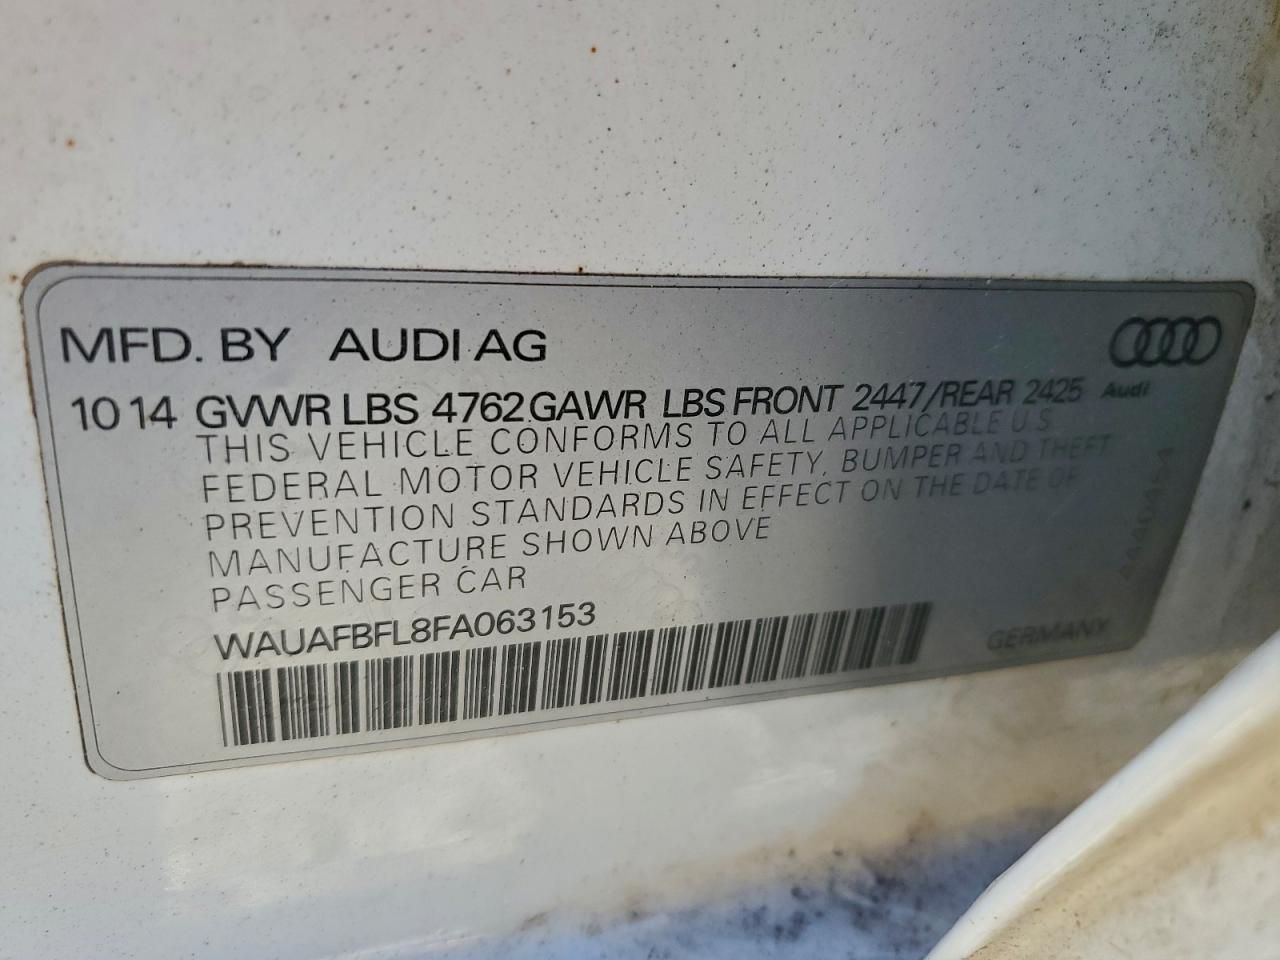 MFD. BY AUDI AG
Audi
10 14 GVWR LBS 4762 GAWR LBS FRONT 2447/REAR 2425
THIS VEHICLE CONFORMS TO ALL APPLICABLE U.S.
FEDERAL MOTOR VEHICLE SAFETY, BUMPER AND THEFT
PREVENTION STANDARDS IN EFFECT ON THE DATE OF
MANUFACTURE SHOWN ABOVE
PASSENGER CAR
WAUAFBFL8FA063153
GERMANY